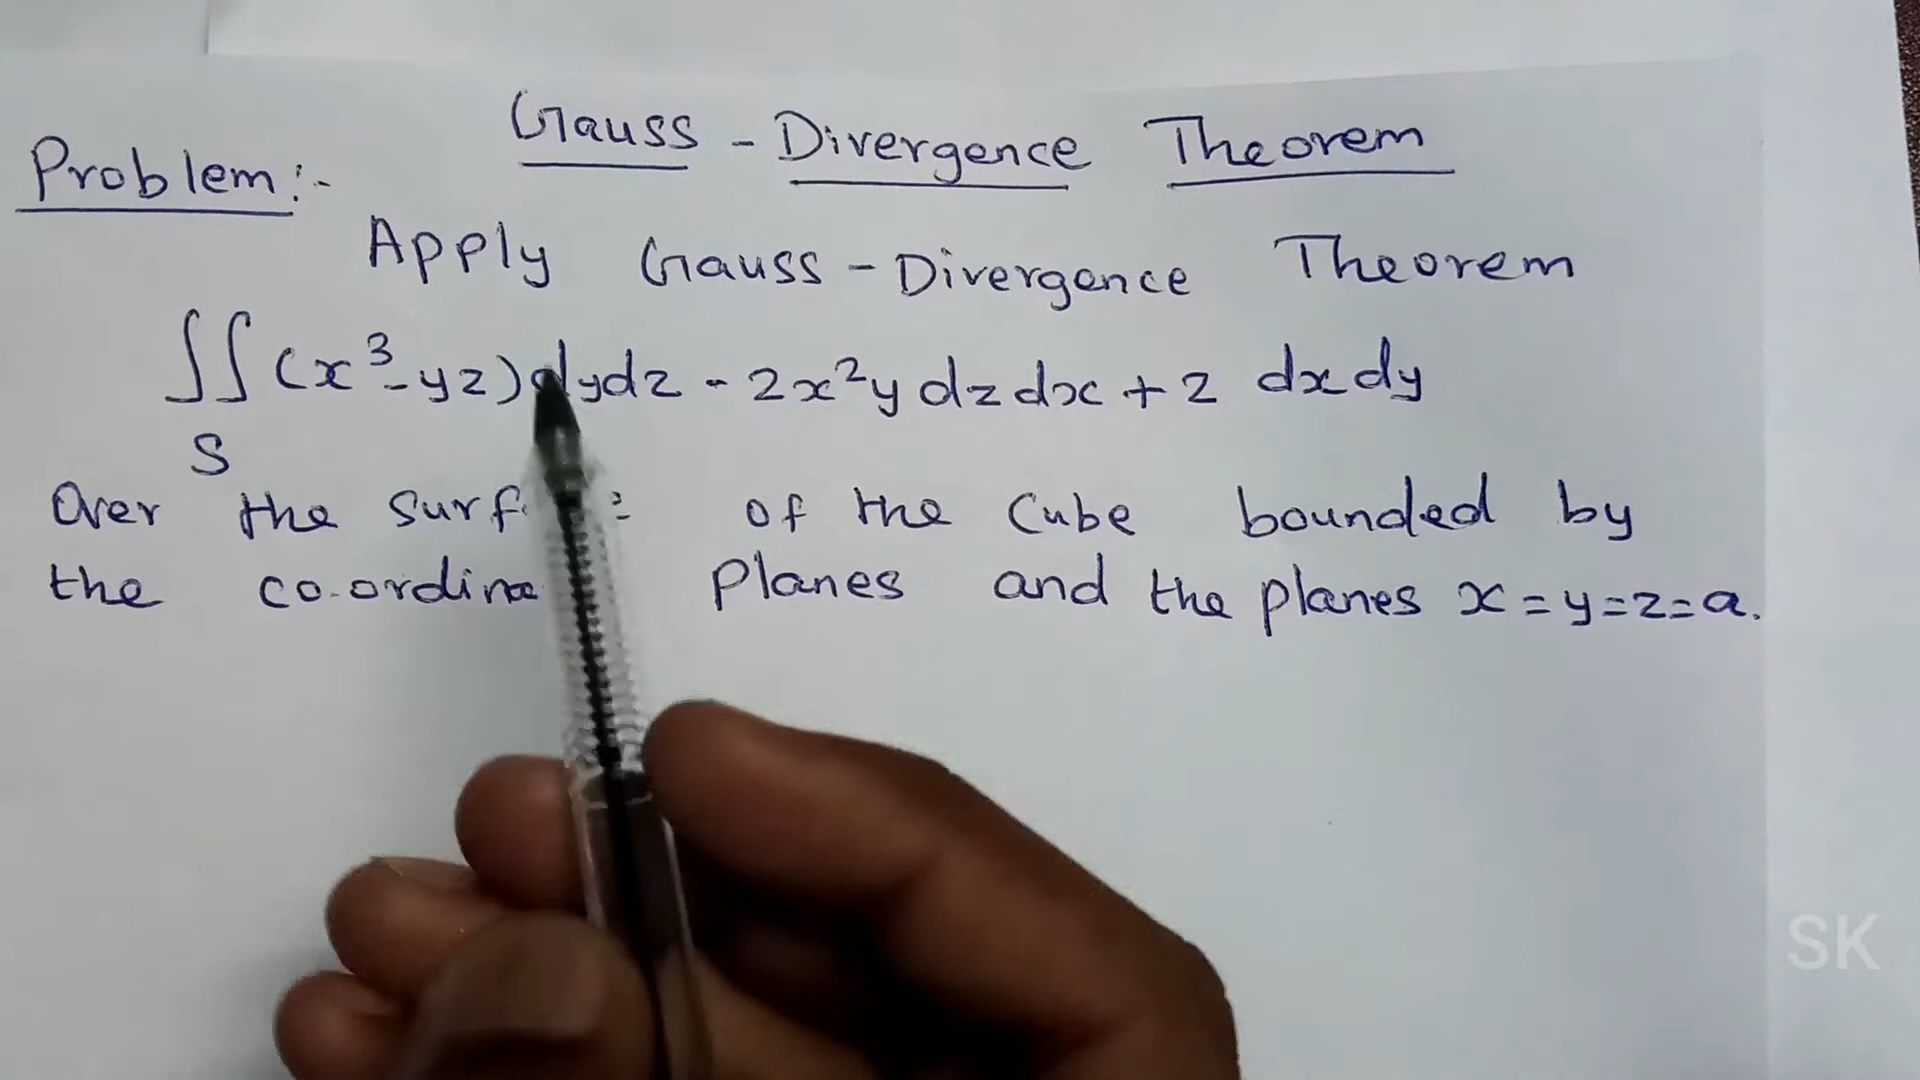 Gauss - Divergence Theorem
Problem:-
Apply Gauss - Divergence Theorem
∬ (x³ - yz) dydz - 2x²y dzdx + z dxdy
S
Over the of the Cube bounded by
the Planes and the planes x = y = z = a.
SK